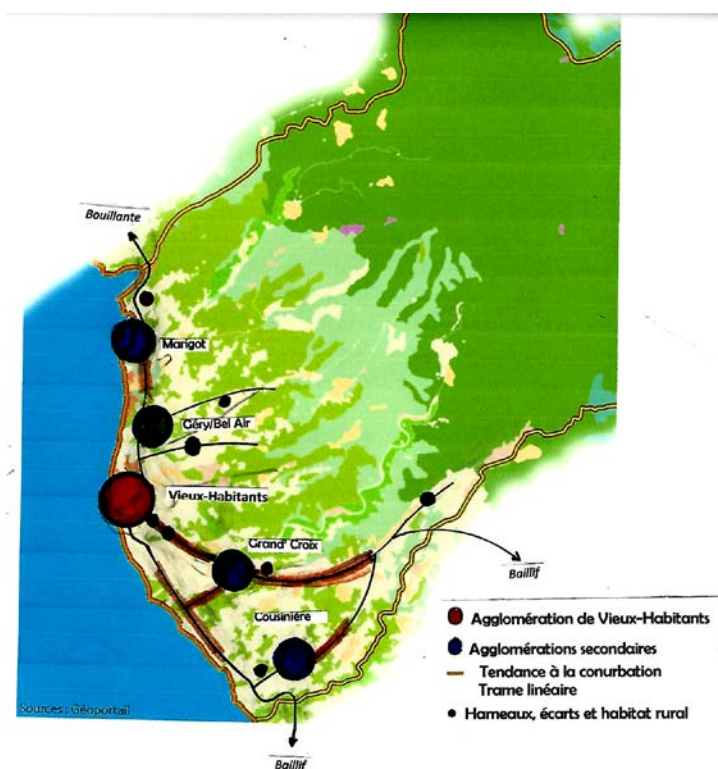 Bouillante
Marigot
Géry/Bel Air
Vieux-Habitants
Grand' Croix
Baillif
Cousinière
Agglomération de Vieux-Habitants
Agglomérations secondaires
Tendance à la conurbation
Trame linéaire
Hameaux, écarts et habitat rural
Sources : Géoportail
Baillif